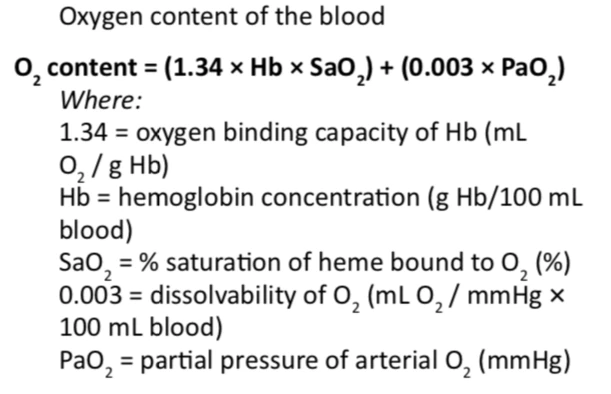 Oxygen content of the blood
O₂ content = (1.34 × Hb × SaO₂) + (0.003 × PaO₂)
Where:
1.34 = oxygen binding capacity of Hb (mL
O₂ / g Hb)
Hb = hemoglobin concentration (g Hb/100 mL
blood)
SaO₂ = % saturation of heme bound to O₂ (%)
0.003 = dissolvability of O₂ (mL O₂ / mmHg ×
100 mL blood)
PaO₂ = partial pressure of arterial O₂ (mmHg)